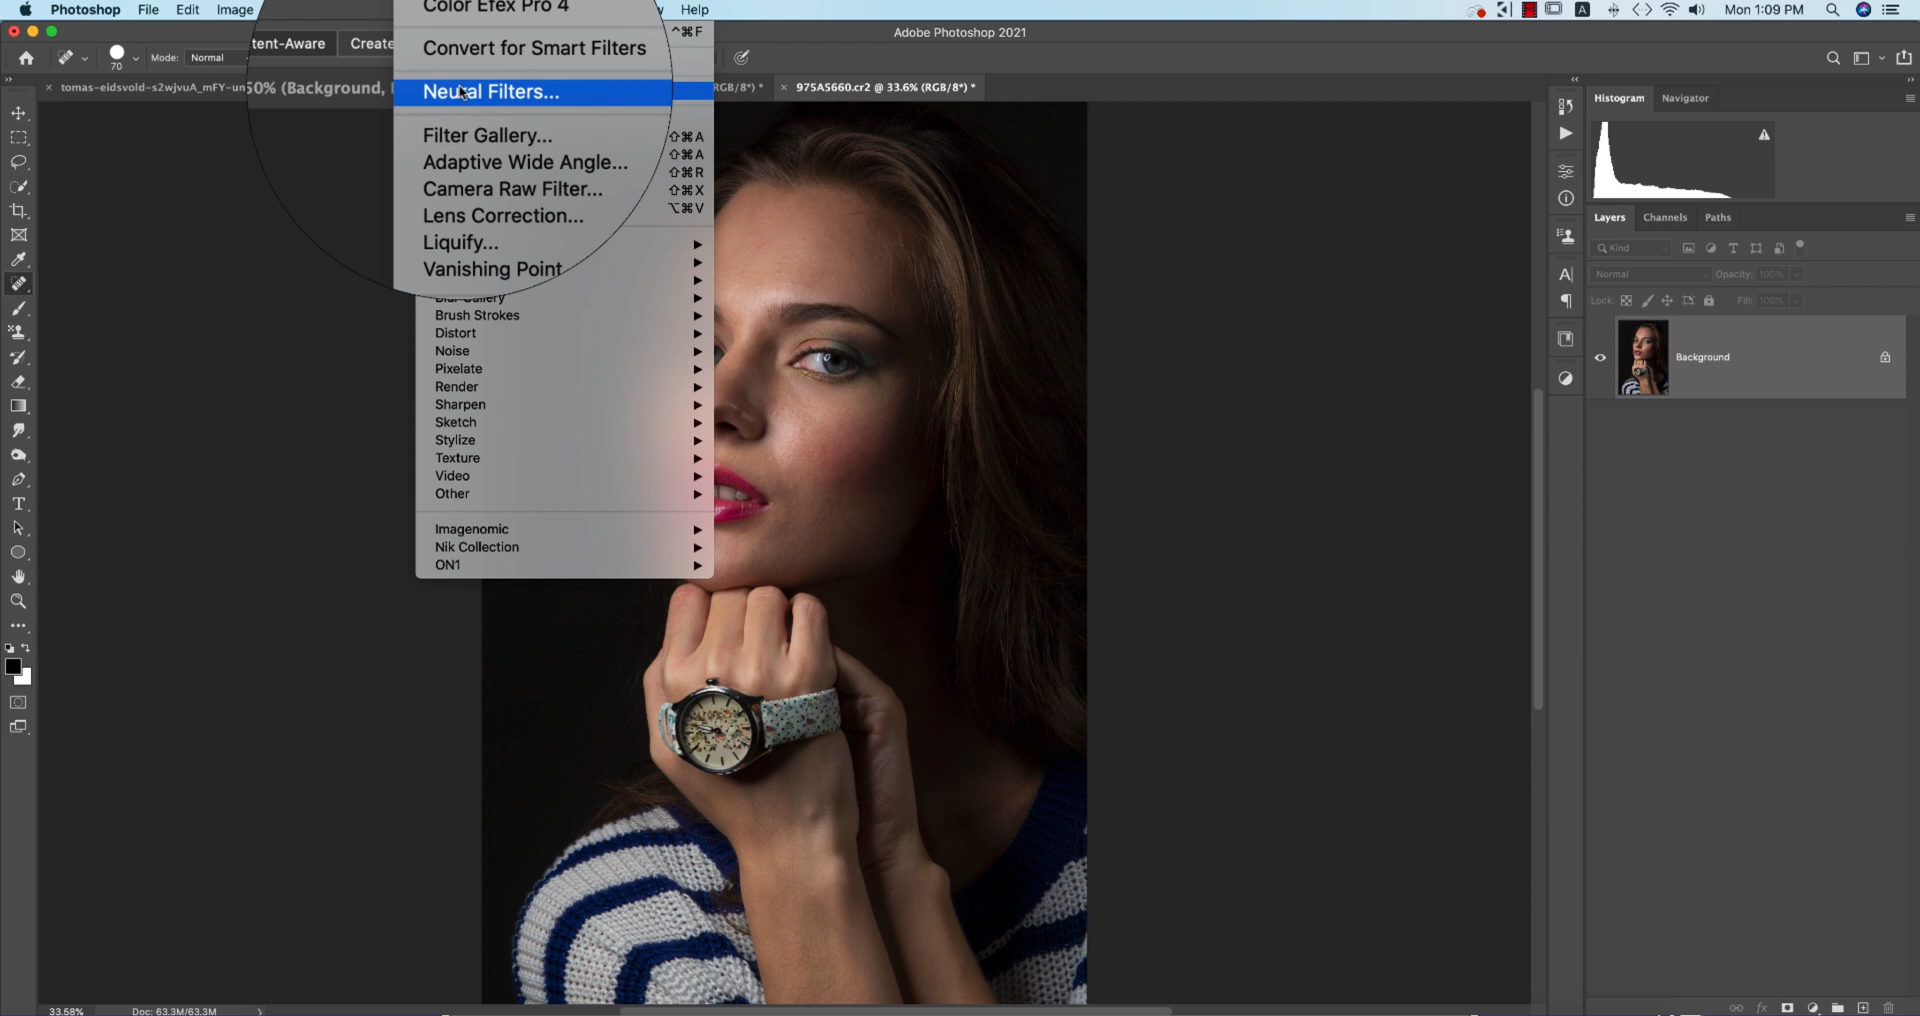 Photoshop File Edit Image Help
A Mon 1:09 PM
Adobe Photoshop 2021
70 Mode: Normal tent-Aware Create
tomas-eidsvold-s2wjvuA_mFY-un 50% (Background, RGB/8*) * × 975A5660.cr2 @ 33.6% (RGB/8*) *
Color Efex Pro 4
^⌘F
Convert for Smart Filters
Neural Filters...
Filter Gallery...
Adaptive Wide Angle... ⇧⌘A
Camera Raw Filter... ⇧⌘A
Lens Correction... ⇧⌘R
Liquify... ⇧⌘X
Vanishing Point ⌥⌘V
Blur Gallery
Brush Strokes
Distort
Noise
Pixelate
Render
Sharpen
Sketch
Stylize
Texture
Video
Other
Imagenomic
Nik Collection
ON1
Histogram Navigator
Layers Channels Paths
Kind
Normal Opacity: 100%
Lock: Fill: 100%
Background
33.58% Doc: 63.3M/63.3M